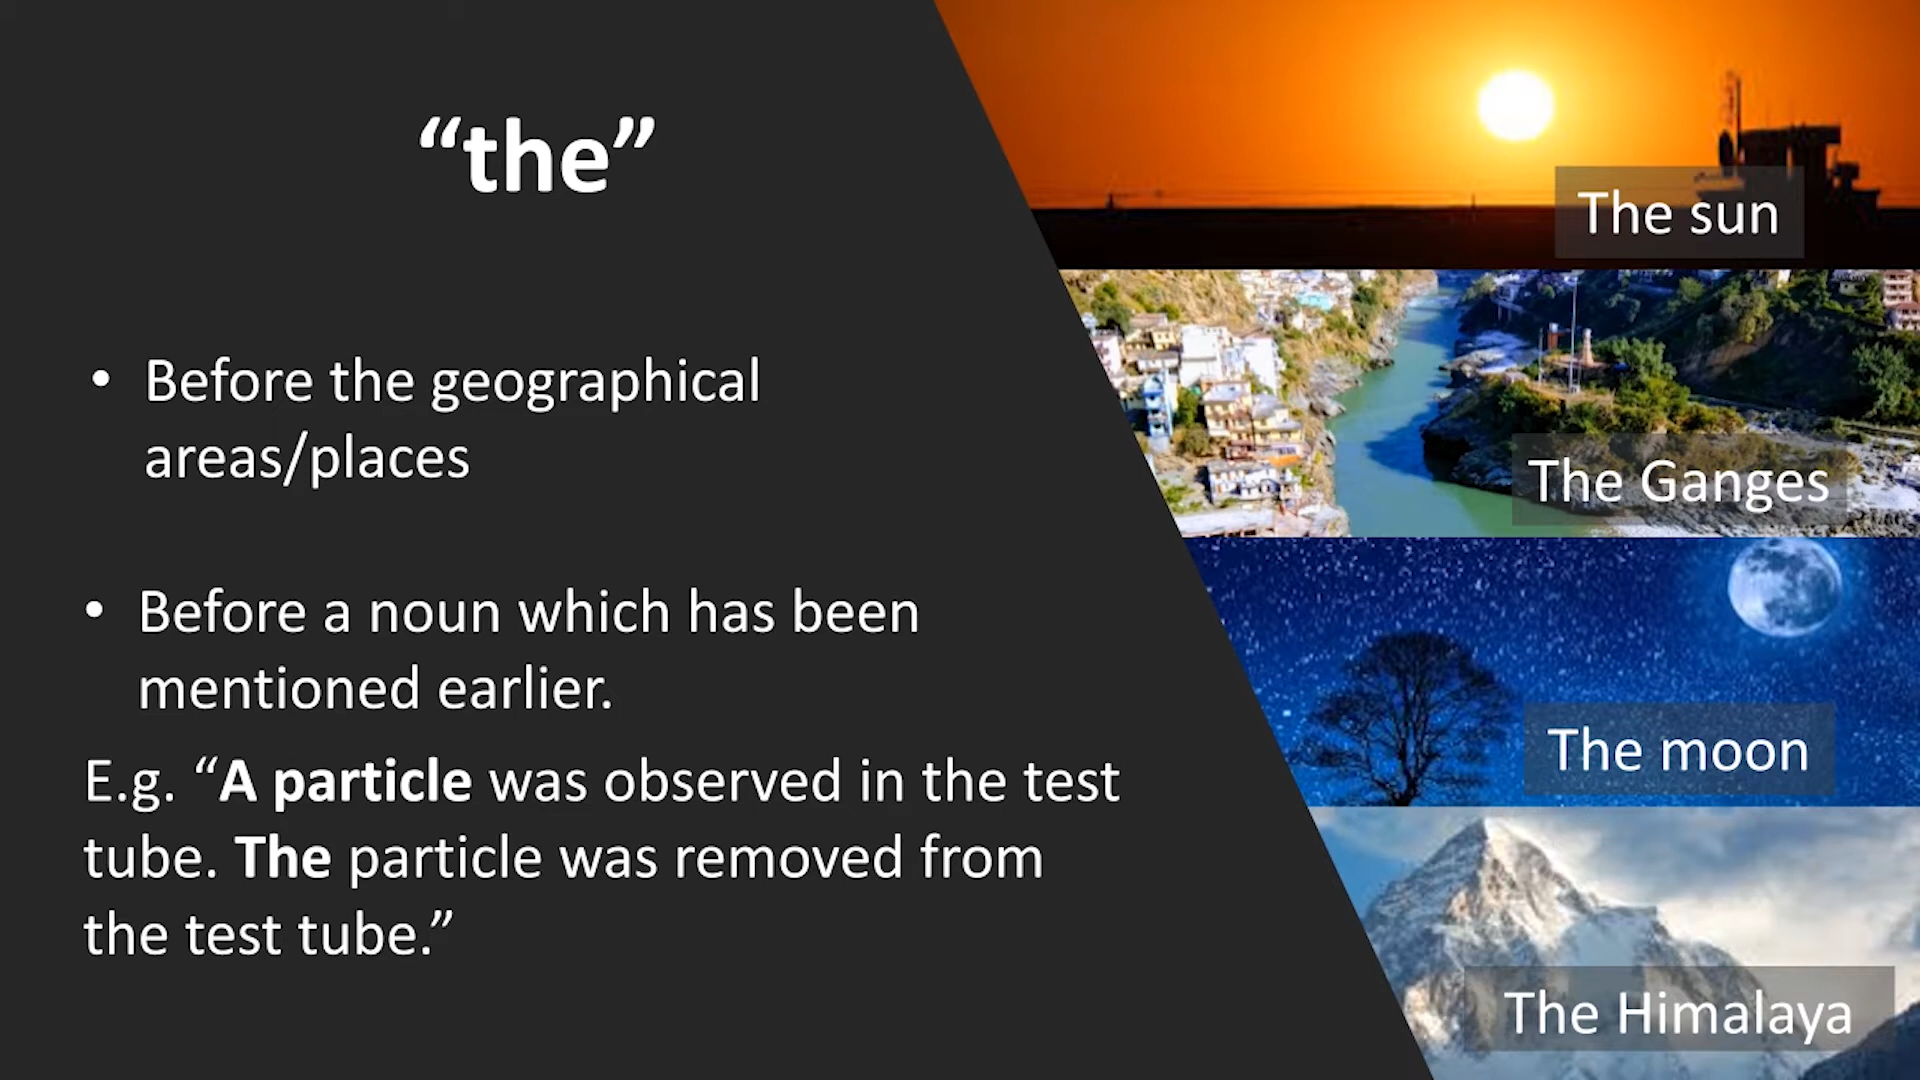 “the”
• Before the geographical
areas/places
• Before a noun which has been
mentioned earlier.
E.g. “A particle was observed in the test
tube. The particle was removed from
the test tube.”
The sun
The Ganges
The moon
The Himalaya